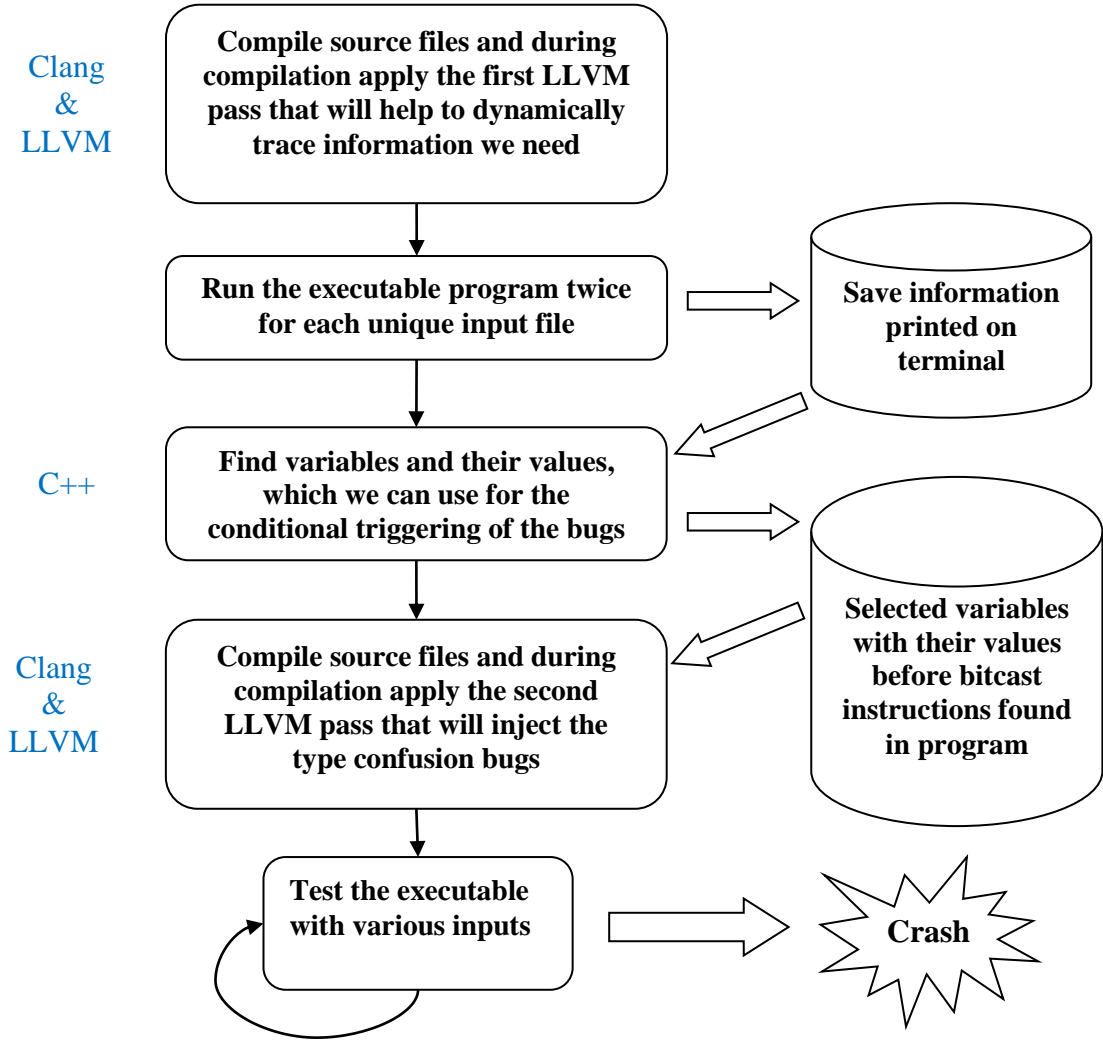 Clang
&
LLVM
Compile source files and during
compilation apply the first LLVM
pass that will help to dynamically
trace information we need
Run the executable program twice
for each unique input file
Save information
printed on
terminal
C++
Find variables and their values,
which we can use for the
conditional triggering of the bugs
Selected variables
with their values
before bitcast
instructions found
in program
Clang
&
LLVM
Compile source files and during
compilation apply the second
LLVM pass that will inject the
type confusion bugs
Test the executable
with various inputs
Crash